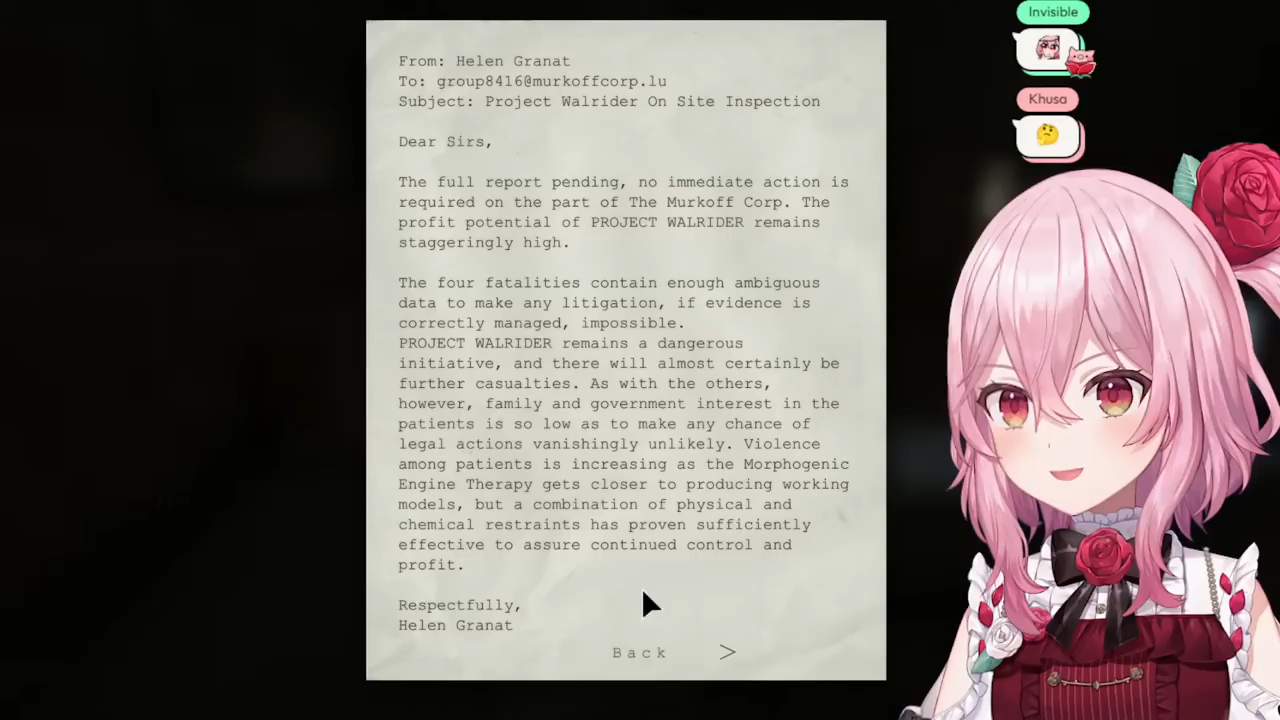 From: Helen Granat
To: group8416@murkoffcorp.lu
Subject: Project Walrider On Site Inspection
Dear Sirs,
The full report pending, no immediate action is
required on the part of The Murkoff Corp. The
profit potential of PROJECT WALRIDER remains
staggeringly high.
The four fatalities contain enough ambiguous
data to make any litigation, if evidence is
correctly managed, impossible.
PROJECT WALRIDER remains a dangerous
initiative, and there will almost certainly be
further casualties. As with the others,
however, family and government interest in the
patients is so low as to make any chance of
legal actions vanishingly unlikely. Violence
among patients is increasing as the Morphogenic
Engine Therapy gets closer to producing working
models, but a combination of physical and
chemical restraints has proven sufficiently
effective to assure continued control and
profit.
Respectfully,
Helen Granat
Back >
Invisible
Khusa